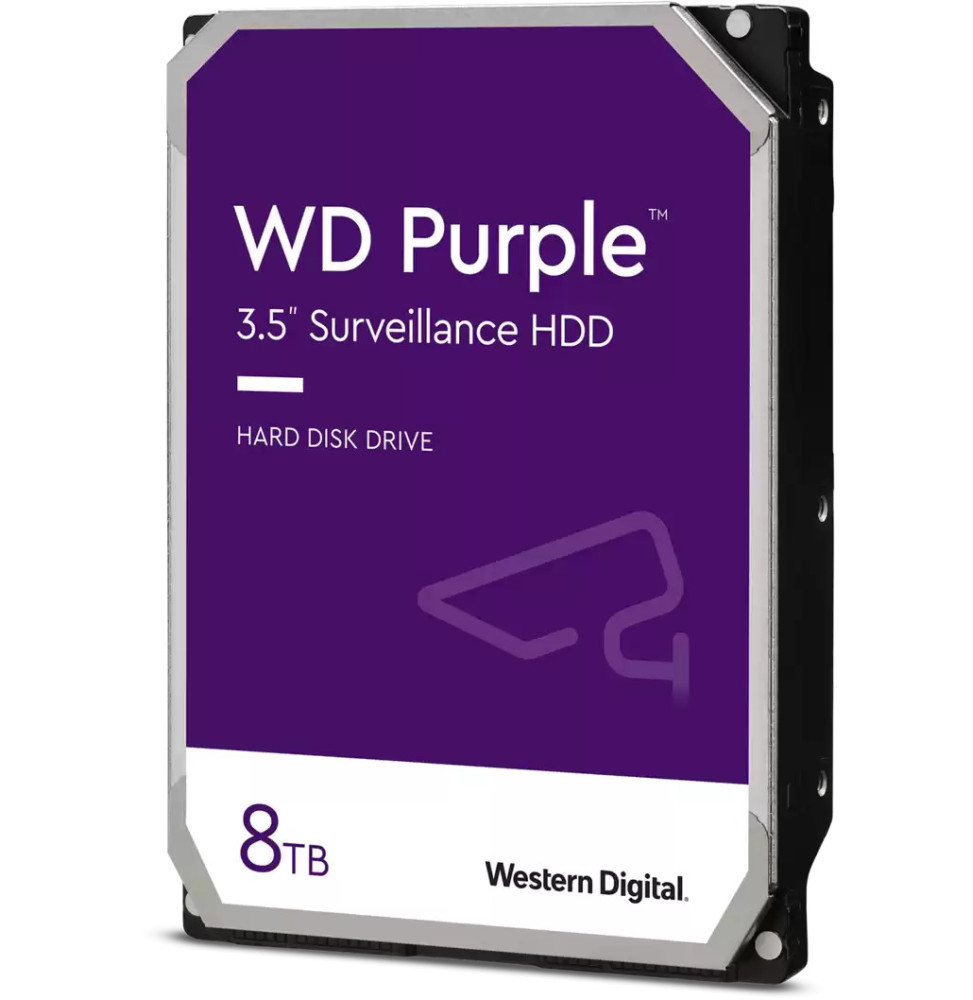 WD Purple™
3.5" Surveillance HDD
HARD DISK DRIVE
8TB
Western Digital.